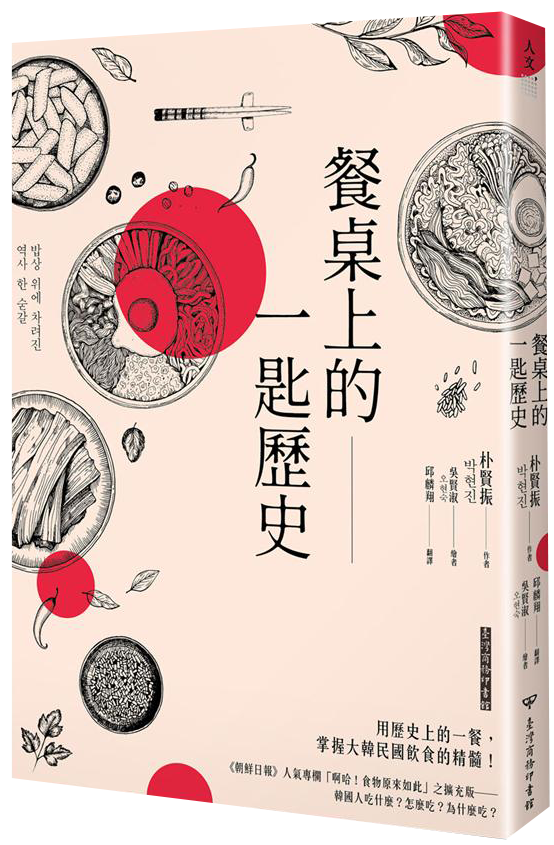 餐桌上的
一匙歷史
밥상 위에 차려진
역사 한 숟갈
朴賢振
박현진
作者
吳賢淑
오현숙
繪者
邱麟翔
翻譯
臺灣商務印書館
用歷史上的一餐，
掌握大韓民國飲食的精髓！
《朝鮮日報》人氣專欄「啊哈！食物原來如此」之擴充版——
韓國人吃什麼？怎麼吃？為什麼吃？
人文
餐桌上的
一匙歷史
朴賢振
박현진
作者
吳賢淑
오현숙
繪者
邱麟翔
翻譯
臺灣商務印書館